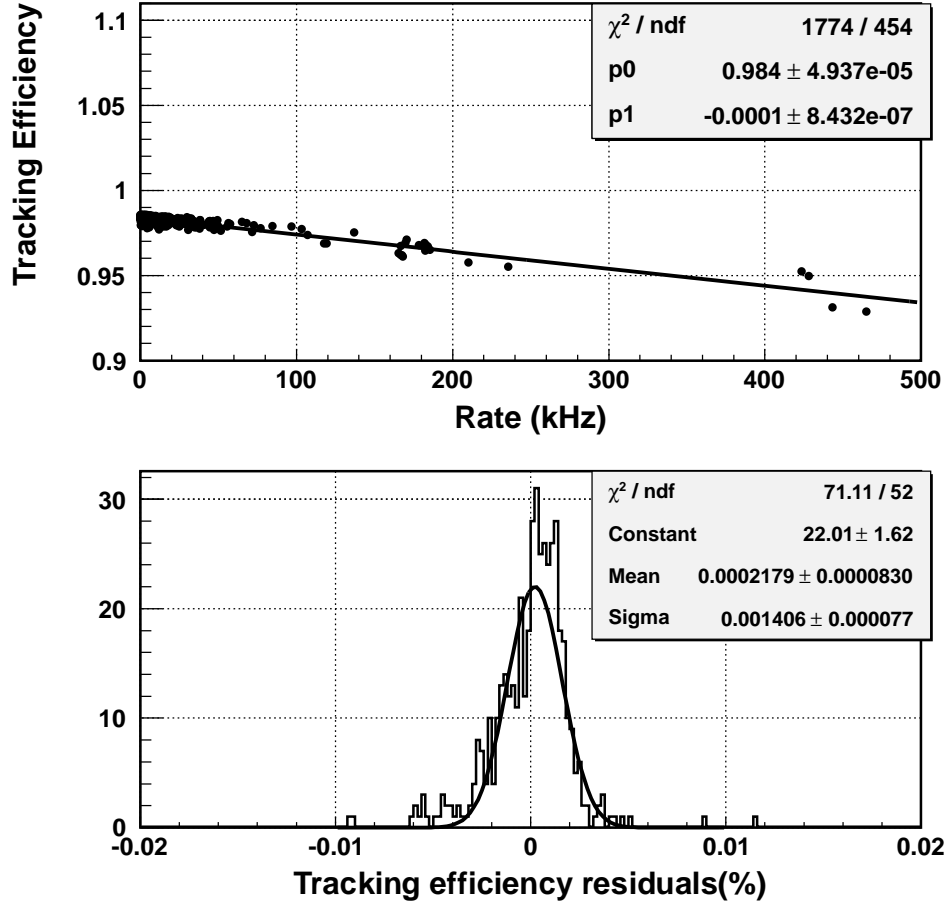 Tracking Efficiency
1.1
1.05
1
0.95
0.9
χ² / ndf 1774 / 454
p0 0.984 ± 4.937e-05
p1 -0.0001 ± 8.432e-07
0 100 200 300 400 500
Rate (kHz)
30
20
10
0
χ² / ndf 71.11 / 52
Constant 22.01 ± 1.62
Mean 0.0002179 ± 0.0000830
Sigma 0.001406 ± 0.000077
-0.02 -0.01 0 0.01 0.02
Tracking efficiency residuals(%)